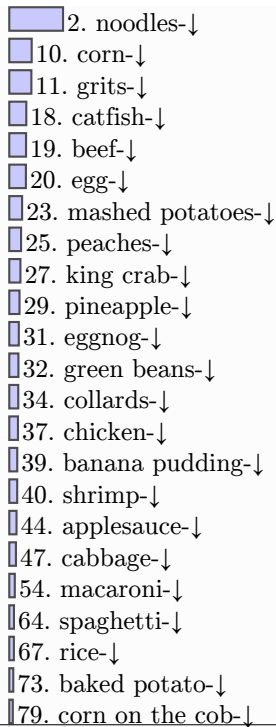 2. noodles-↓
10. corn-↓
11. grits-↓
18. catfish-↓
19. beef-↓
20. egg-↓
23. mashed potatoes-↓
25. peaches-↓
27. king crab-↓
29. pineapple-↓
31. eggnog-↓
32. green beans-↓
34. collards-↓
37. chicken-↓
39. banana pudding-↓
40. shrimp-↓
44. applesauce-↓
47. cabbage-↓
54. macaroni-↓
64. spaghetti-↓
67. rice-↓
73. baked potato-↓
79. corn on the cob-↓